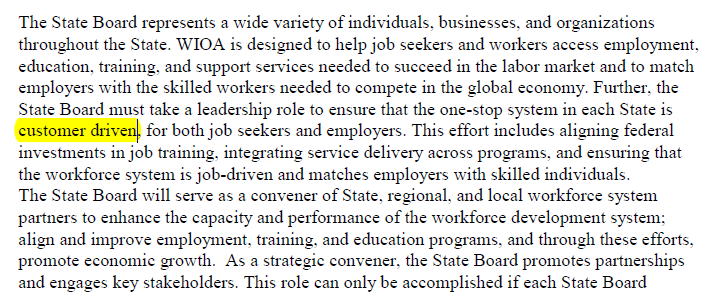 The State Board represents a wide variety of individuals, businesses, and organizations
throughout the State. WIOA is designed to help job seekers and workers access employment,
education, training, and support services needed to succeed in the labor market and to match
employers with the skilled workers needed to compete in the global economy. Further, the
State Board must take a leadership role to ensure that the one-stop system in each State is
customer driven, for both job seekers and employers. This effort includes aligning federal
investments in job training, integrating service delivery across programs, and ensuring that
the workforce system is job-driven and matches employers with skilled individuals.
The State Board will serve as a convener of State, regional, and local workforce system
partners to enhance the capacity and performance of the workforce development system;
align and improve employment, training, and education programs, and through these efforts,
promote economic growth. As a strategic convener, the State Board promotes partnerships
and engages key stakeholders. This role can only be accomplished if each State Board